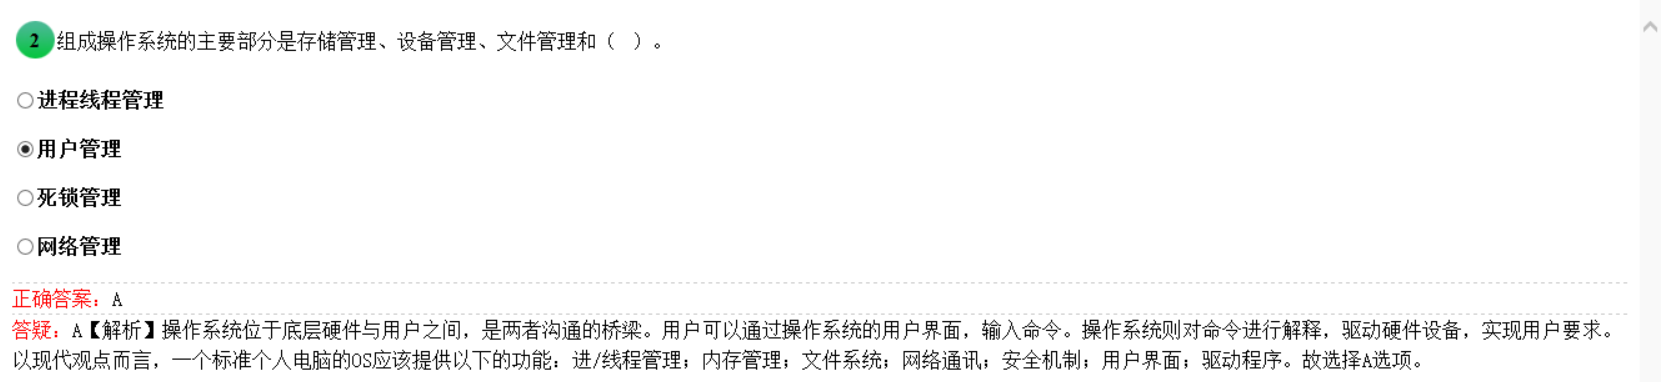 2 组成操作系统的主要部分是存储管理、设备管理、文件管理和（ ）。
进程线程管理
用户管理
死锁管理
网络管理
正确答案：A
答疑：A【解析】操作系统位于底层硬件与用户之间，是两者沟通的桥梁。用户可以通过操作系统的用户界面，输入命令。操作系统则对命令进行解释，驱动硬件设备，实现用户要求。
以现代观点而言，一个标准个人电脑的OS应该提供以下的功能：进/线程管理；内存管理；文件系统；网络通讯；安全机制；用户界面；驱动程序。故选择A选项。